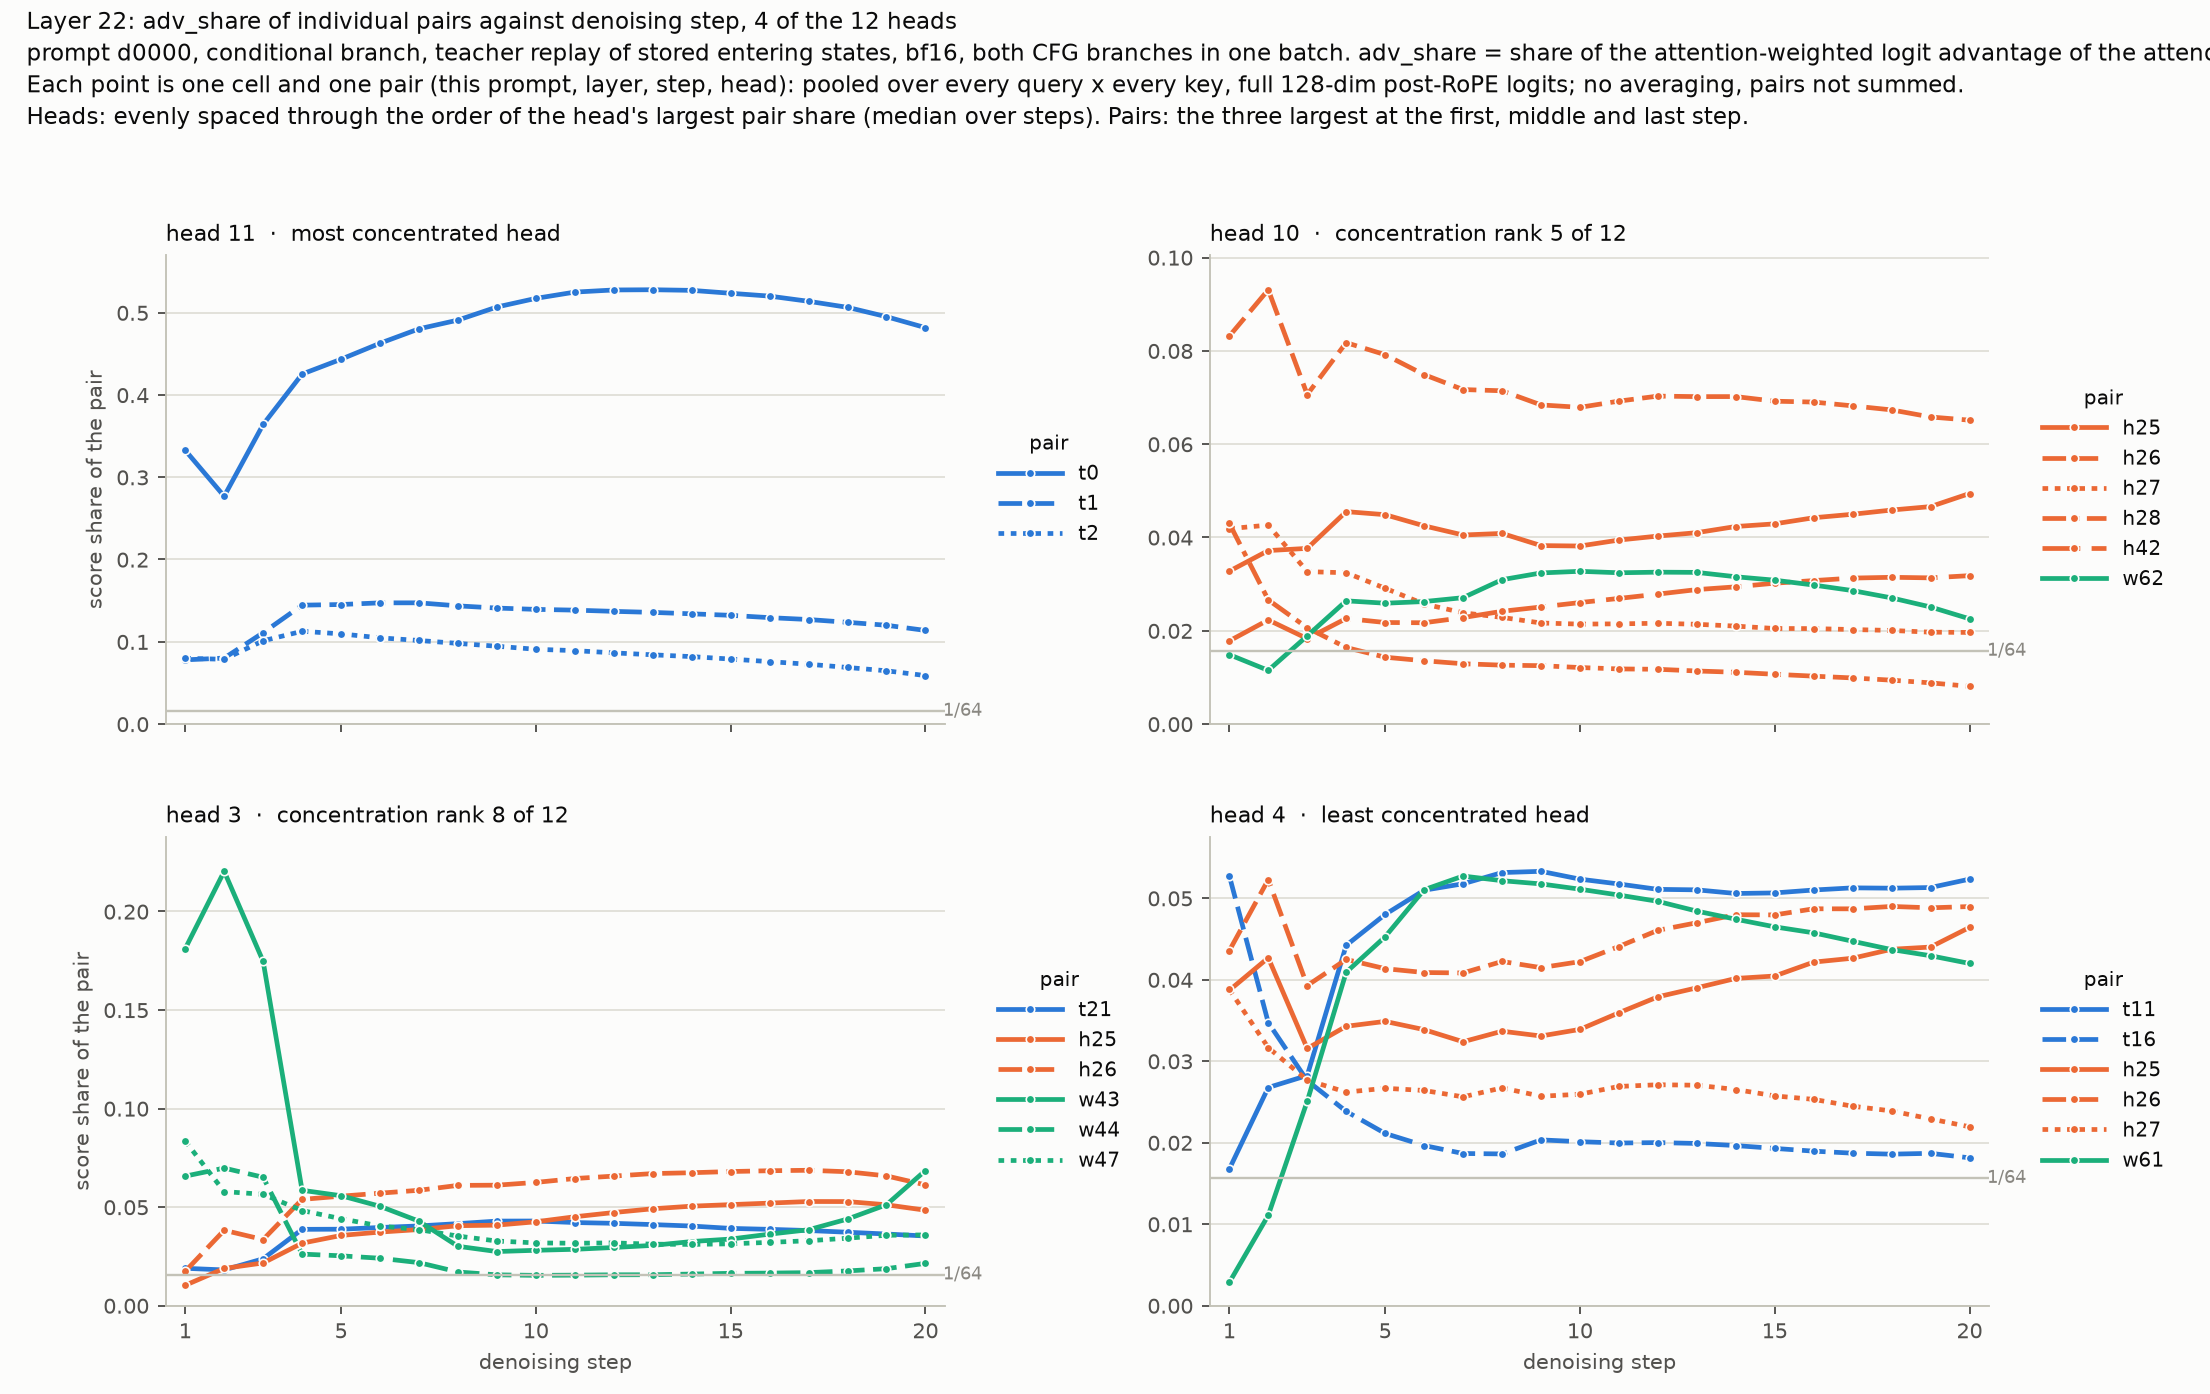 Layer 22: adv_share of individual pairs against denoising step, 4 of the 12 heads
prompt d0000, conditional branch, teacher replay of stored entering states, bf16, both CFG branches in one batch. adv_share = share of the attention-weighted logit advantage of the
Each point is one cell and one pair (this prompt, layer, step, head): pooled over every query x every key, full 128-dim post-RoPE logits; no averaging, pairs not summed.
Heads: evenly spaced through the order of the head's largest pair share (median over steps). Pairs: the three largest at the first, middle and last step.
head 11 · most concentrated head
score share of the pair
0.5
0.4
0.3
0.2
0.1
0.0
1/64
pair
t0
t1
t2
head 10 · concentration rank 5 of 12
0.10
0.08
0.06
0.04
0.02
0.00
1/64
pair
h25
h26
h27
h28
h42
w62
head 3 · concentration rank 8 of 12
score share of the pair
0.20
0.15
0.10
0.05
0.00
1/64
1
5
10
15
20
denoising step
pair
t21
h25
h26
w43
w44
w47
head 4 · least concentrated head
0.05
0.04
0.03
0.02
0.01
0.00
1/64
1
5
10
15
20
denoising step
pair
t11
t16
h25
h26
h27
w61